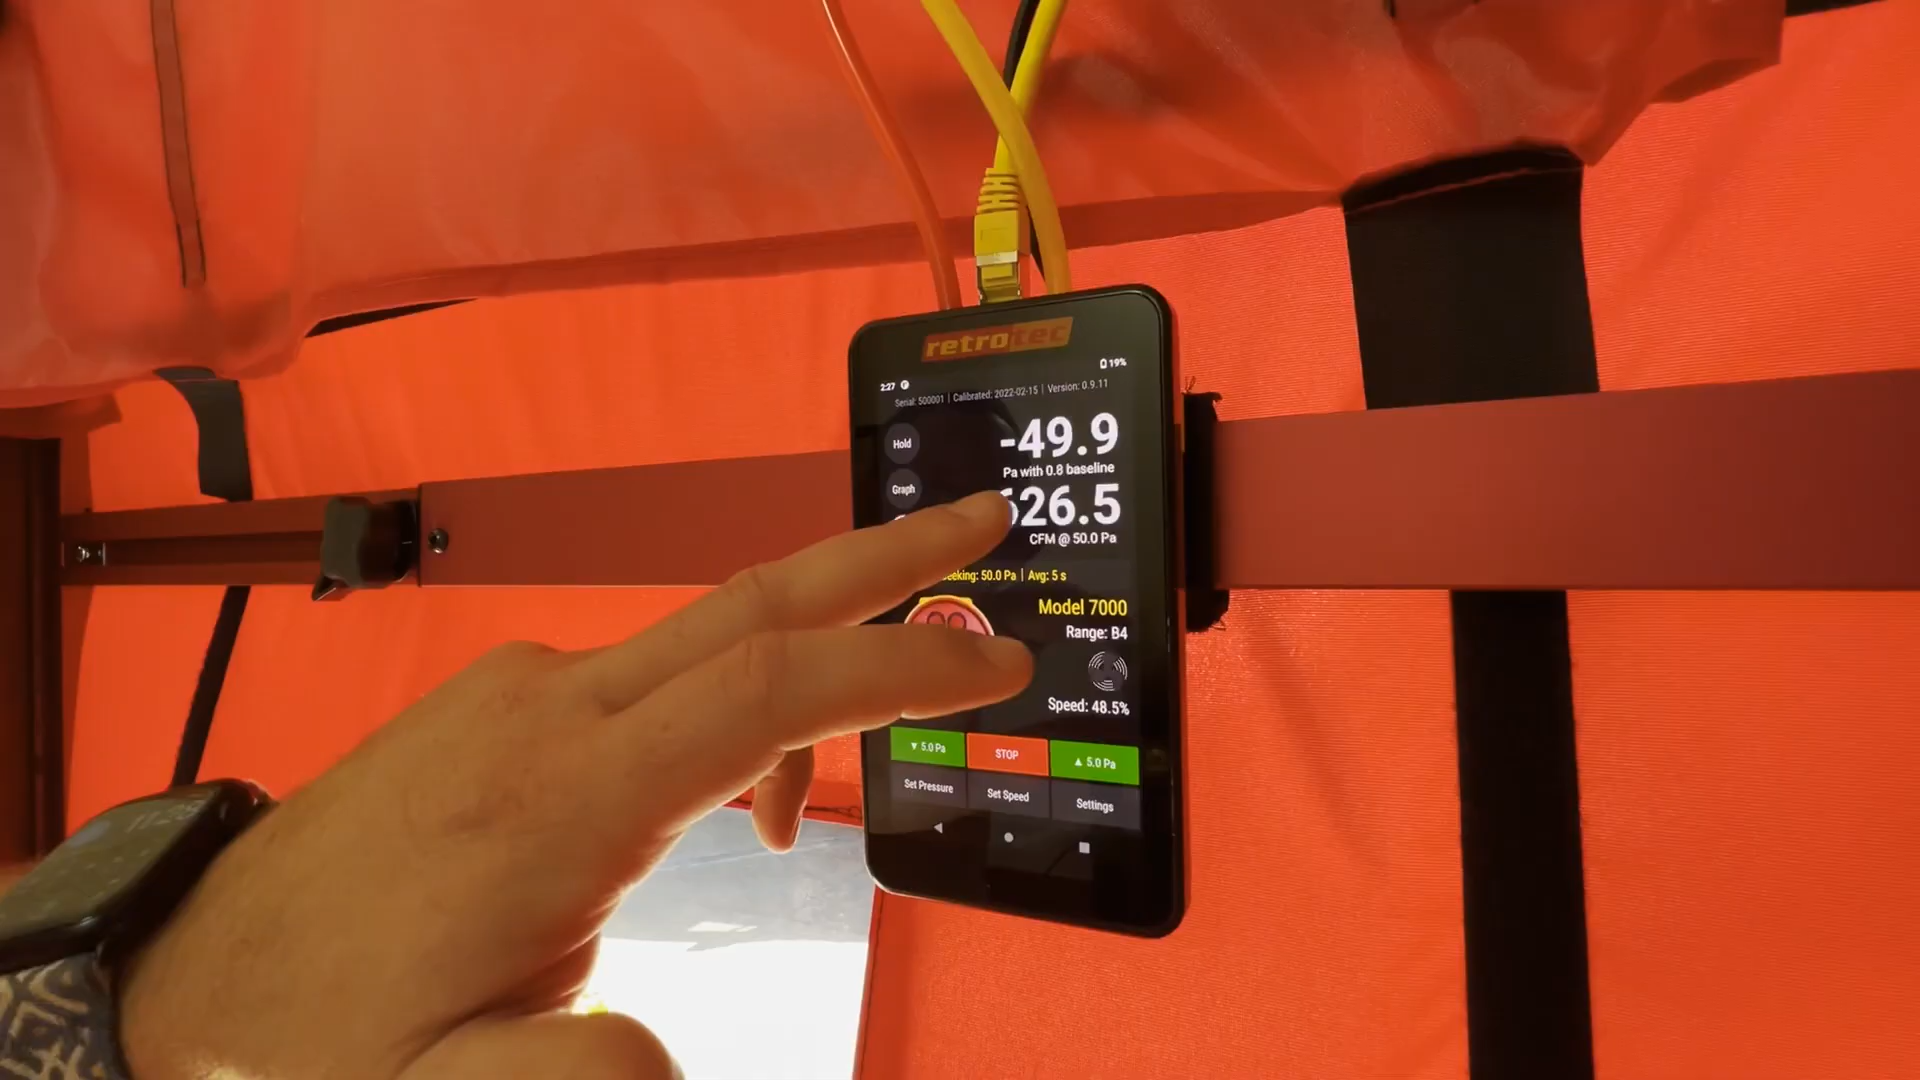 retrotec
19%
2:27
Serial: 500001 | Calibrated: 2022-02-15 | Version: 0.9.11
Hold
-49.9
Pa with 0.8 baseline
Graph
626.5
CFM @ 50.0 Pa
eeking: 50.0 Pa | Avg: 5 s
Model 7000
Range: B4
Speed: 48.5%
▼ 5.0 Pa
STOP
▲ 5.0 Pa
Set Pressure
Set Speed
Settings